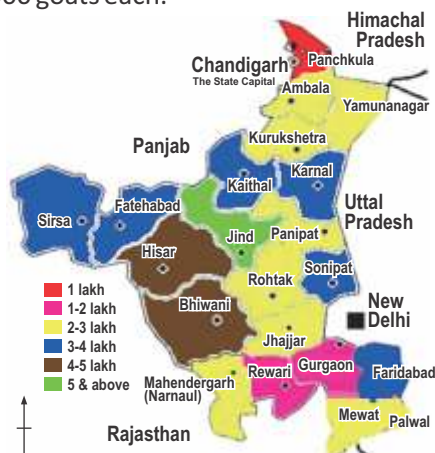 00 goats each.
Himachal
Pradesh
Panchkula
Chandigarh
The State Capital
Ambala
Yamunanagar
Kurukshetra
Panjab
Kaithal
Karnal
Uttal
Pradesh
Fatehabad
Sirsa
Hisar
Jind
Panipat
Rohtak
Sonipat
1 lakh
1-2 lakh
2-3 lakh
3-4 lakh
4-5 lakh
5 & above
Bhiwani
New
Delhi
Jhajjar
Mahendergarh
(Narnaul)
Rewari
Gurgaon
Faridabad
Mewat
Palwal
Rajasthan